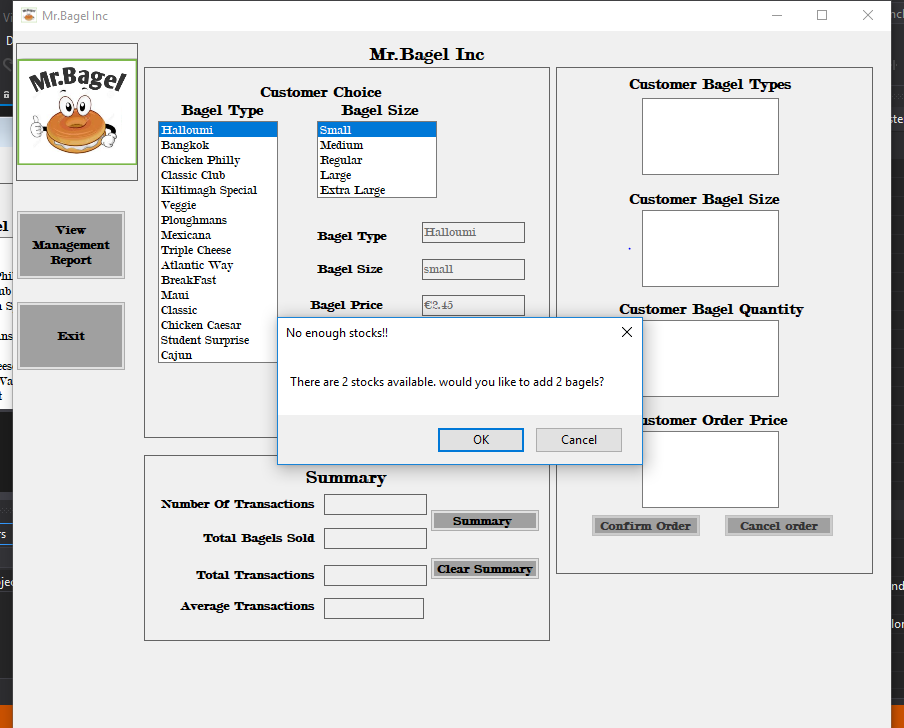 Mr.Bagel Inc
Mr.Bagel
Mr.Bagel Inc
View
Management
Report
Exit
Customer Choice
Bagel Type
Bagel Size
Halloumi
Bangkok
Chicken Philly
Classic Club
Kiltimagh Special
Veggie
Ploughmans
Mexicana
Triple Cheese
Atlantic Way
BreakFast
Maui
Classic
Chicken Caesar
Student Surprise
Cajun
Small
Medium
Regular
Large
Extra Large
Bagel Type
Halloumi
Bagel Size
small
Bagel Price
€2.45
No enough stocks!!
There are 2 stocks available. would you like to add 2 bagels?
OK
Cancel
Summary
Number Of Transactions
Total Bagels Sold
Total Transactions
Average Transactions
Summary
Clear Summary
Customer Bagel Types
Customer Bagel Size
Customer Bagel Quantity
ustomer Order Price
Confirm Order
Cancel order